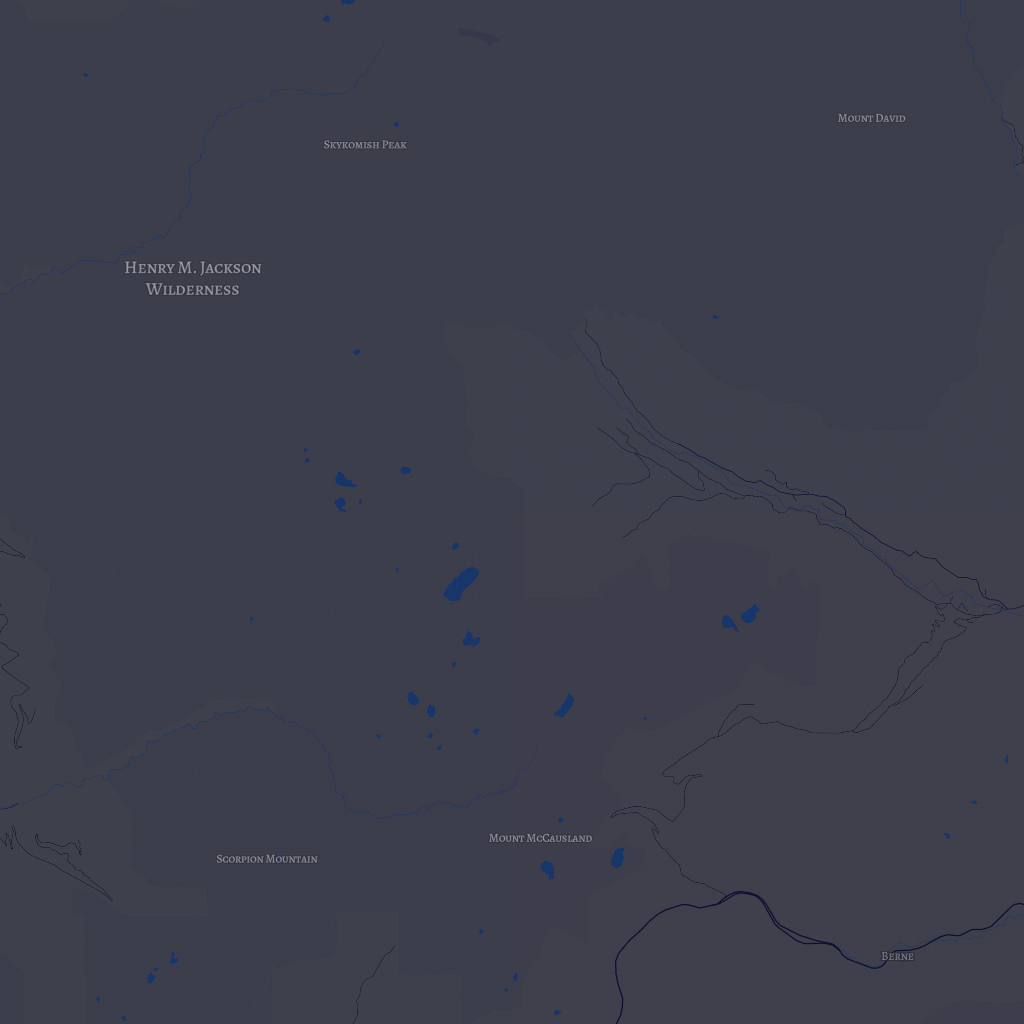 Mount David
Skykomish Peak
Henry M. Jackson
Wilderness
Mount McCausland
Scorpion Mountain
Berne